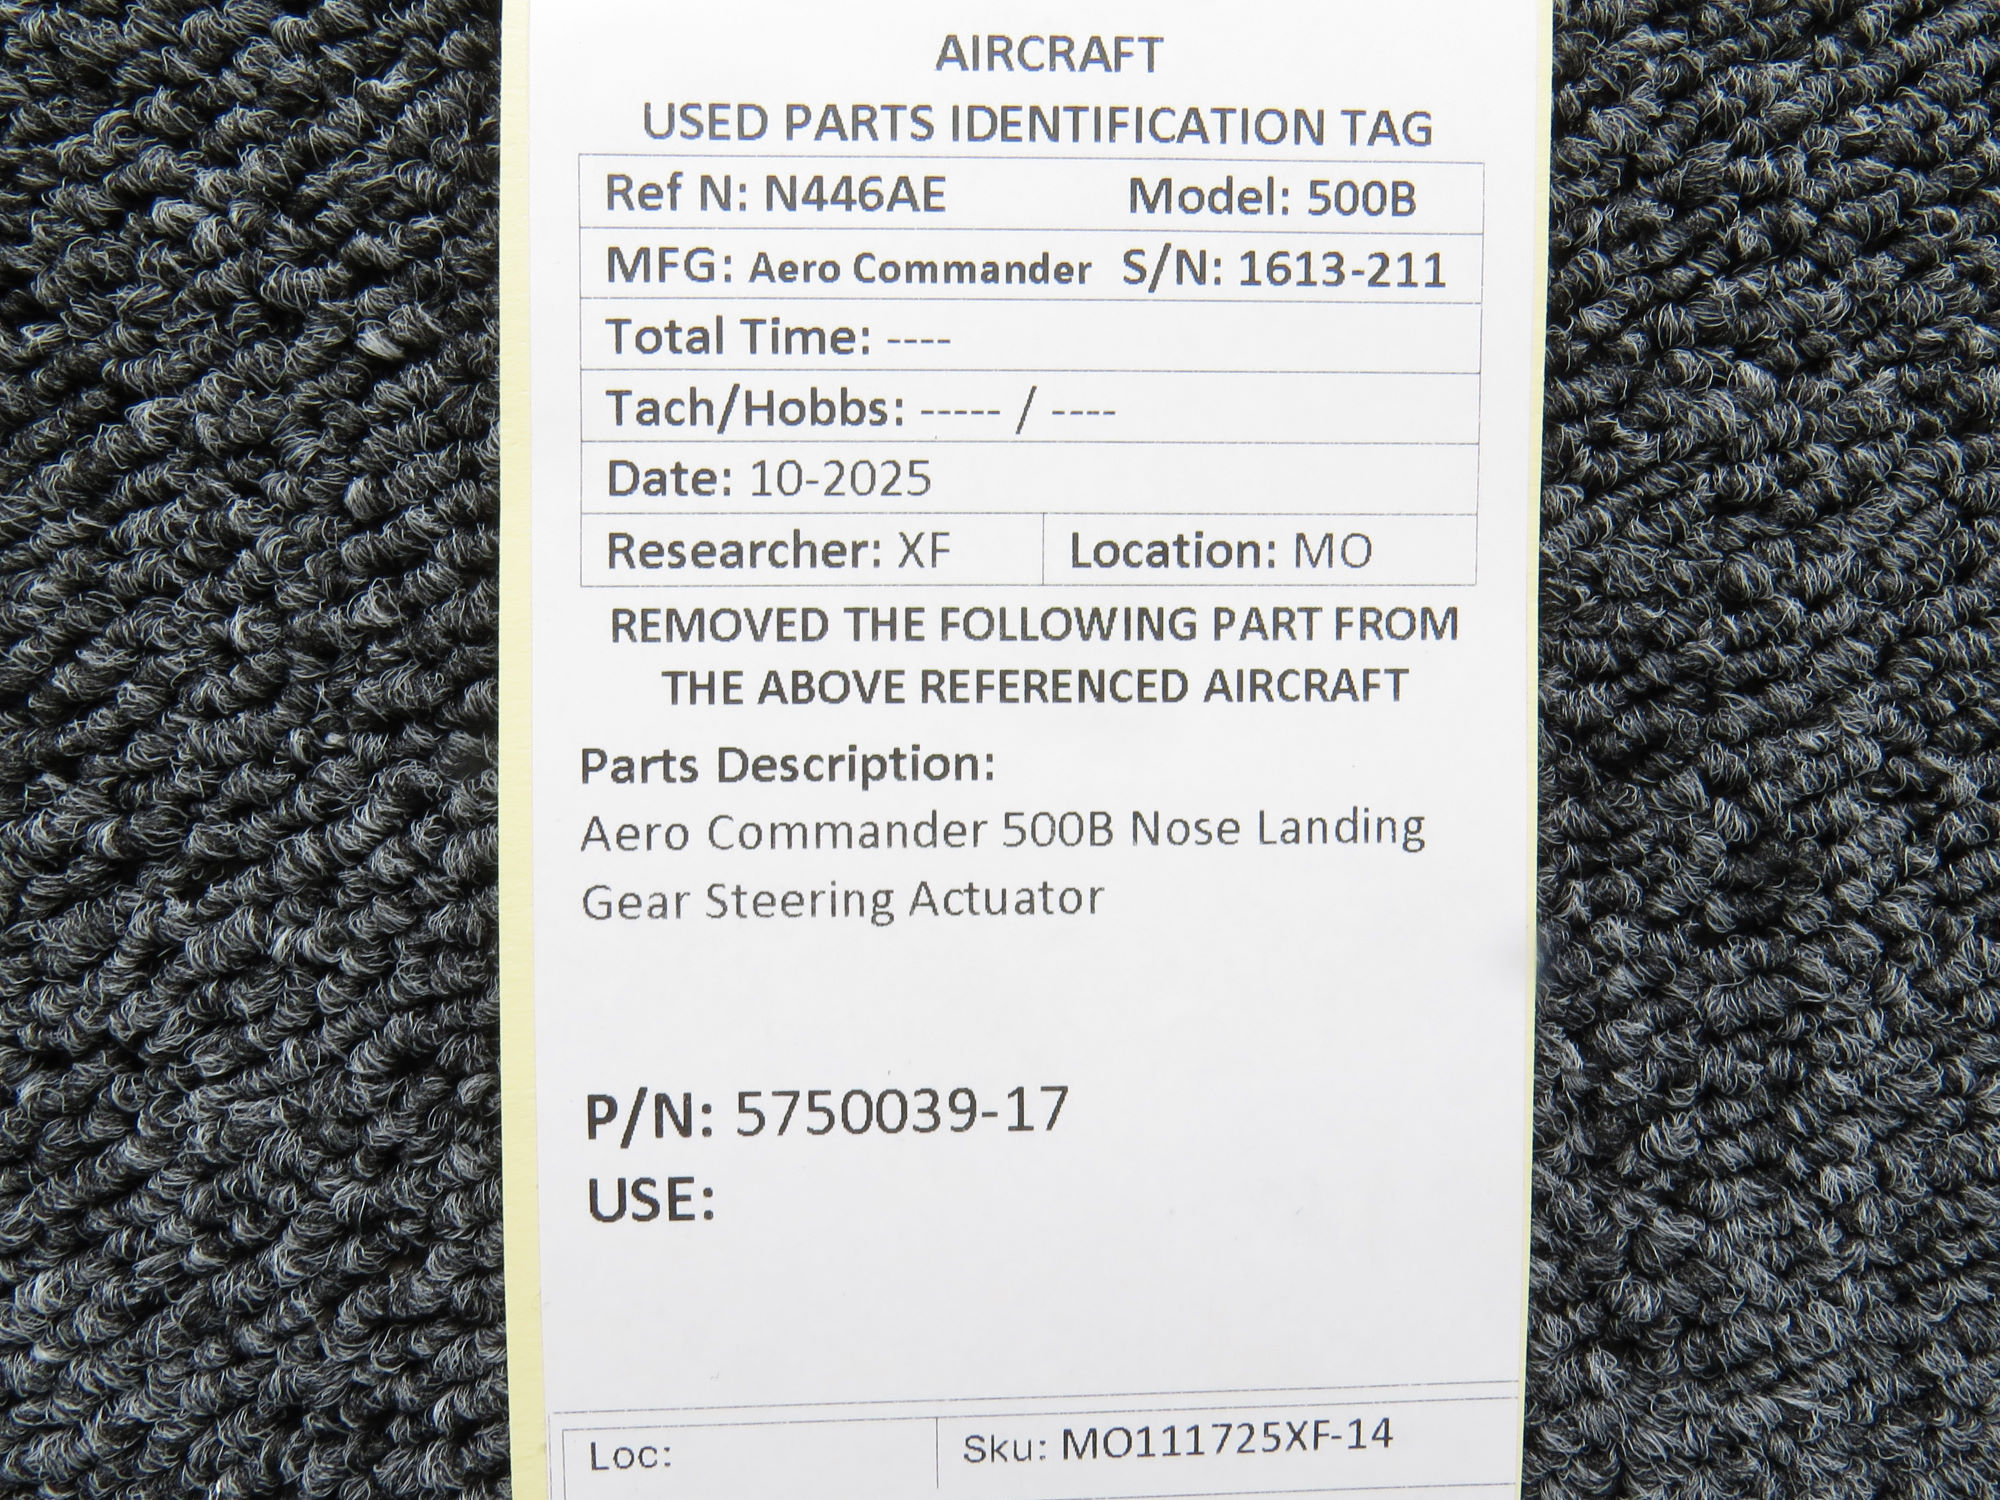 AIRCRAFT
USED PARTS IDENTIFICATION TAG
Ref N: N446AE Model: 500B
MFG: Aero Commander S/N: 1613-211
Total Time: ----
Tach/Hobbs: ----- / ----
Date: 10-2025
Researcher: XF Location: MO
REMOVED THE FOLLOWING PART FROM
THE ABOVE REFERENCED AIRCRAFT
Parts Description:
Aero Commander 500B Nose Landing
Gear Steering Actuator
P/N: 5750039-17
USE:
Loc: Sku: MO111725XF-14